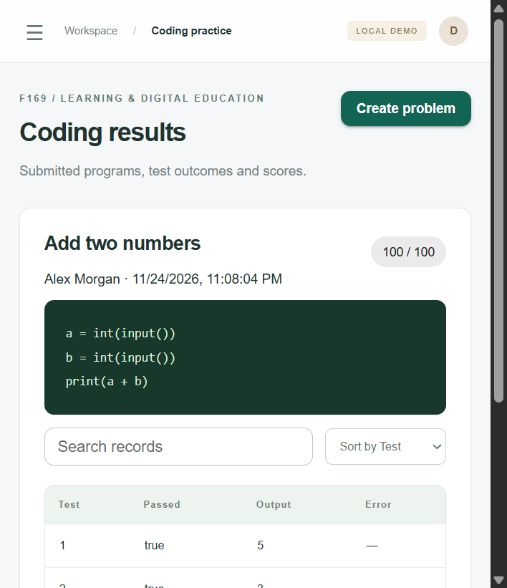 Workspace / Coding practice LOCAL DEMO D
F169 / LEARNING & DIGITAL EDUCATION
Create problem
Coding results
Submitted programs, test outcomes and scores.
Add two numbers
100 / 100
Alex Morgan · 11/24/2026, 11:08:04 PM
a = int(input())
b = int(input())
print(a + b)
Search records Sort by Test
Test Passed Output Error
1 true 5 —